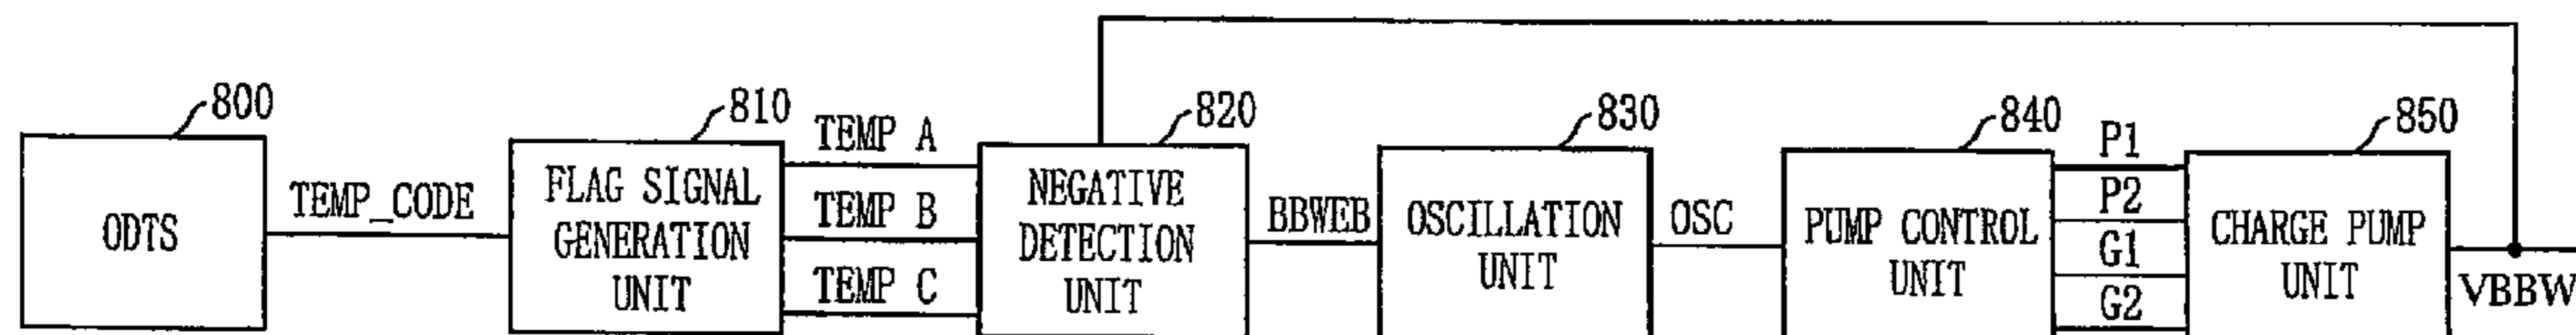 800
ODTS
TEMP_CODE
810
FLAG SIGNAL
GENERATION
UNIT
TEMP A
TEMP B
TEMP C
820
NEGATIVE
DETECTION
UNIT
BBWEB
830
OSCILLATION
UNIT
OSC
840
PUMP CONTROL
UNIT
P1
P2
G1
G2
850
CHARGE PUMP
UNIT
VBBW